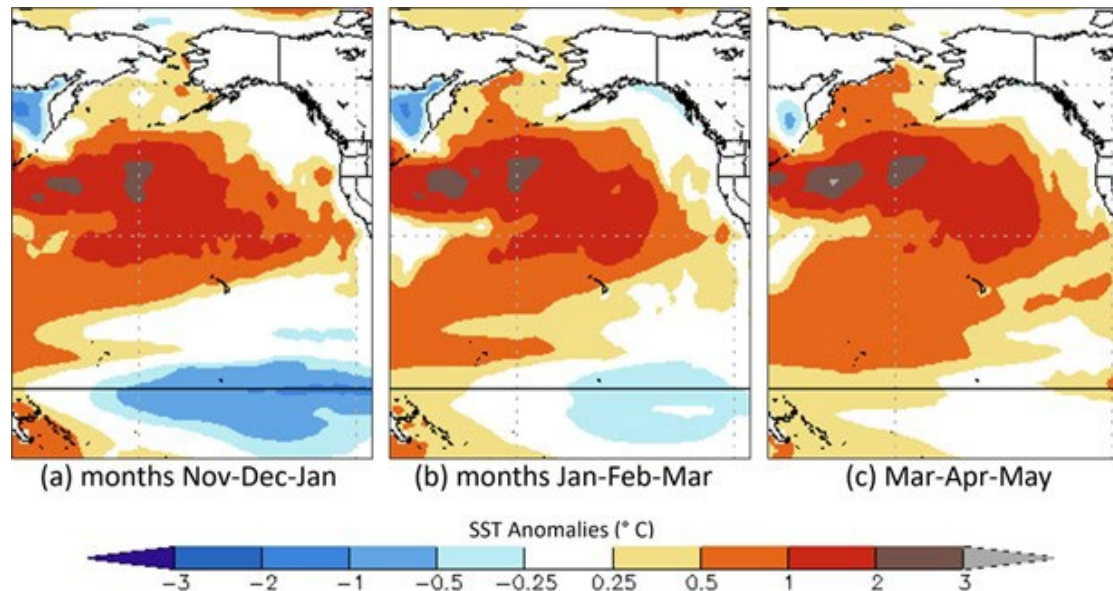 (a) months Nov-Dec-Jan
(b) months Jan-Feb-Mar
(c) Mar-Apr-May
SST Anomalies (° C)
-3 -2 -1 -0.5 -0.25 0.25 0.5 1 2 3